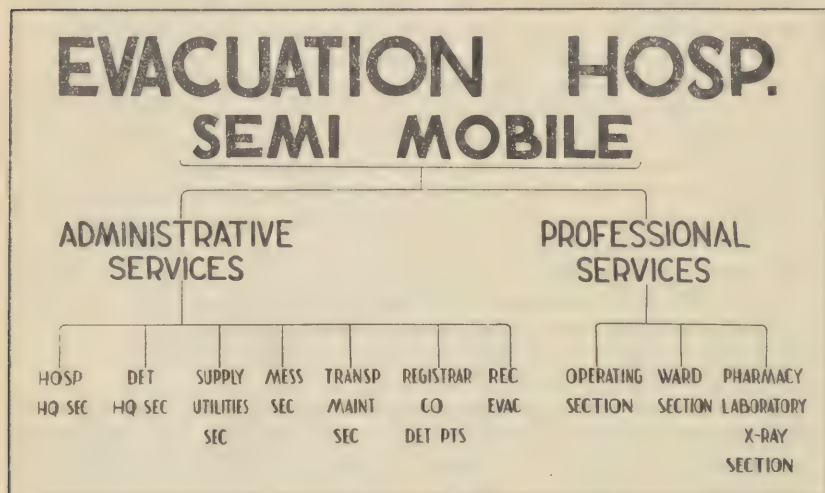 EVACUATION HOSP.
SEMI MOBILE
ADMINISTRATIVE
SERVICES
PROFESSIONAL
SERVICES
HOSP
HQ SEC
DET
HQ SEC
SUPPLY
UTILITIES
SEC
MESS
SEC
TRANSP
MAINT
SEC
REGISTRAR
CO
DET PTS
REC
EVAC
OPERATING
SECTION
WARD
SECTION
PHARMACY
LABORATORY
X-RAY
SECTION